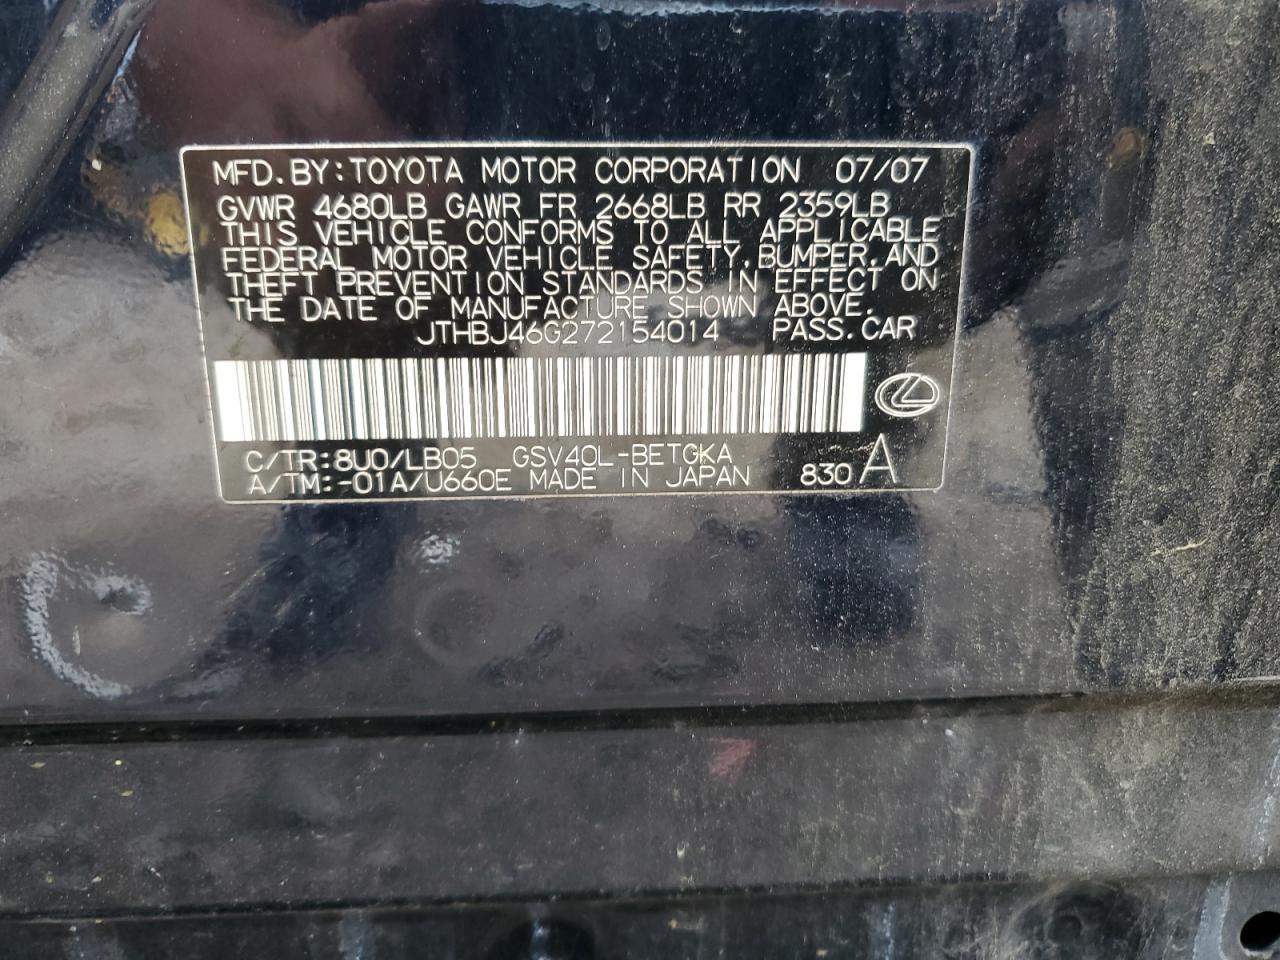 MFD.BY:TOYOTA MOTOR CORPORATION 07/07
GVWR 4680LB GAWR FR 2668LB RR 2359LB
THIS VEHICLE CONFORMS TO ALL APPLICABLE
FEDERAL MOTOR VEHICLE SAFETY,BUMPER,AND
THEFT PREVENTION STANDARDS IN EFFECT ON
THE DATE OF MANUFACTURE SHOWN ABOVE.
JTHBJ46G272154014 PASS.CAR
C/TR:8U0/LB05 GSV40L-BETGKA
A/TM:-01A/U660E MADE IN JAPAN 830 A